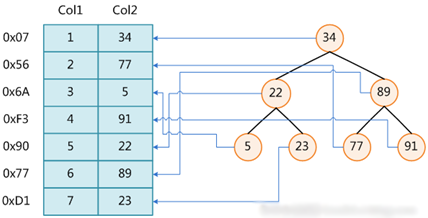 Col1 Col2
0x07 1 34 34
0x56 2 77
0x6A 3 5 22 89
0xF3 4 91
0x90 5 22 5 23 77 91
0x77 6 89
0xD1 7 23